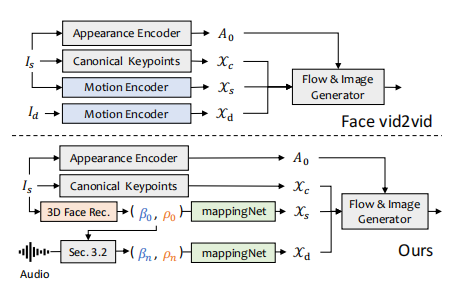 Appearance Encoder A₀
Iₛ Canonical Keypoints 𝒳c
Motion Encoder 𝒳ₛ
I_d Motion Encoder 𝒳d
Flow & Image
Generator
Face vid2vid
Appearance Encoder A₀
Iₛ Canonical Keypoints 𝒳c
3D Face Rec. (β₀, ρ₀) mappingNet 𝒳ₛ
Audio Sec. 3.2 (βₙ, ρₙ) mappingNet 𝒳d
Flow & Image
Generator
Ours